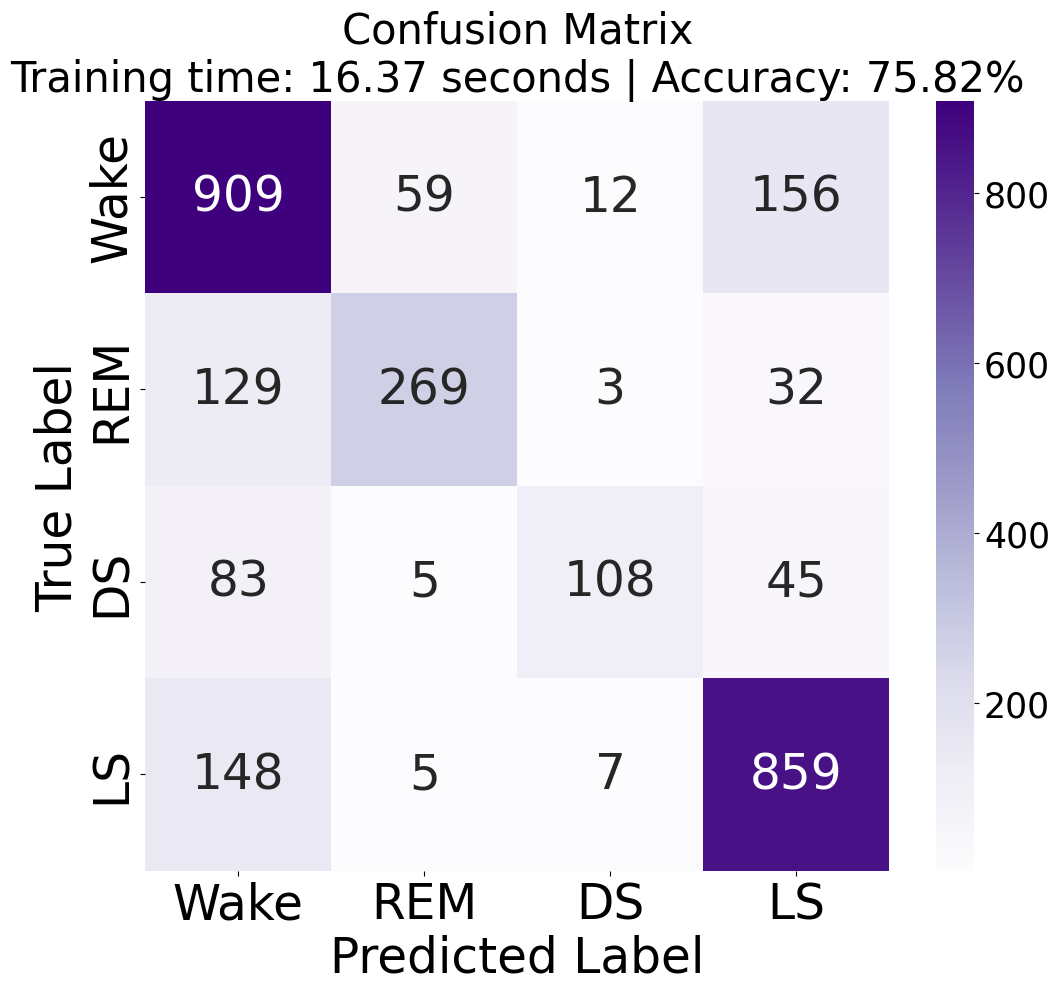 Confusion Matrix
Training time: 16.37 seconds | Accuracy: 75.82%
True Label
Wake 909 59 12 156
REM 129 269 3 32
DS 83 5 108 45
LS 148 5 7 859
Wake REM DS LS
Predicted Label
800
600
400
200